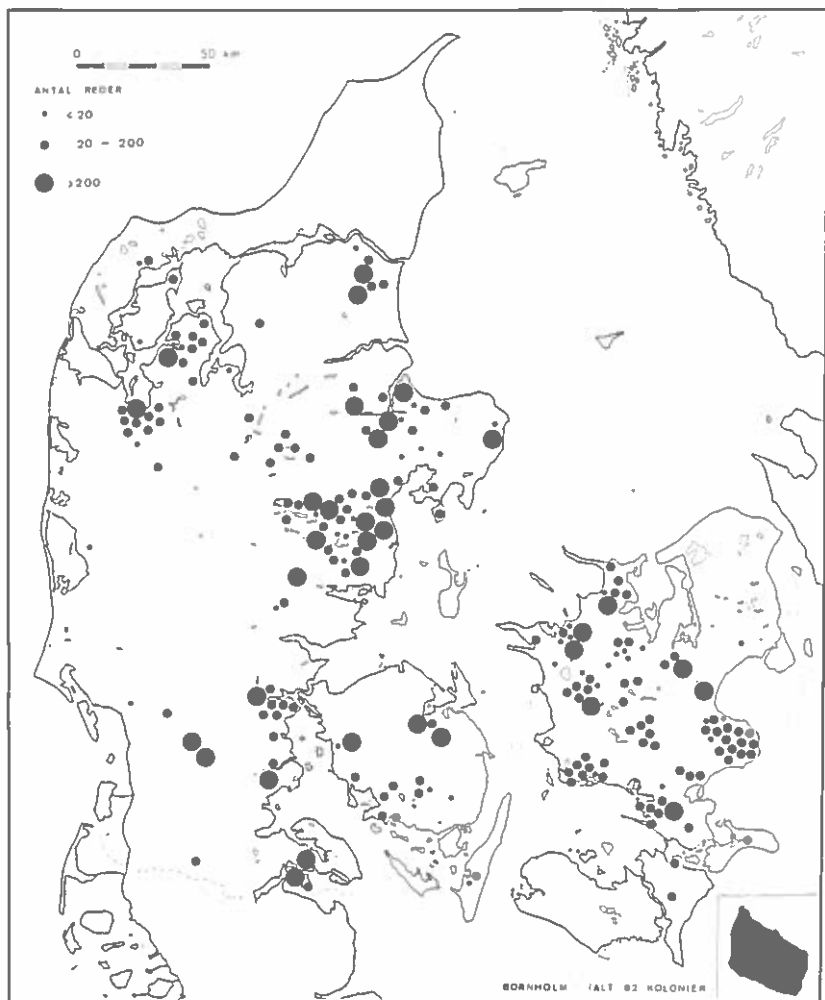 0 50 km
ANTAL REDER
< 20
20 - 200
>200
BORNHOLM IALT 82 KOLONIER